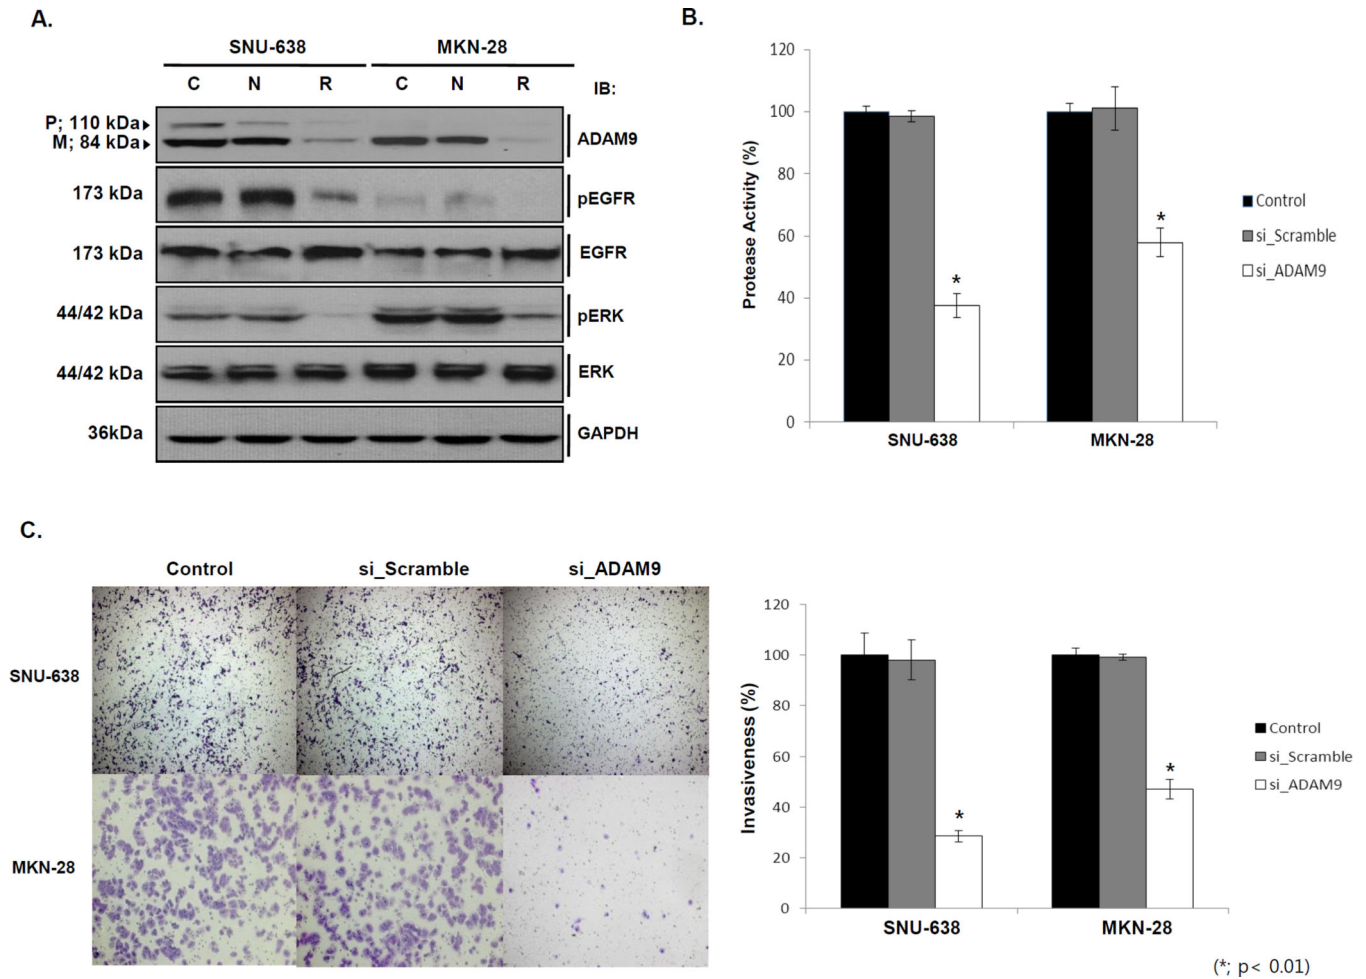 A.
SNU-638 MKN-28
C N R C N R IB:
P; 110 kDa
M; 84 kDa ADAM9
173 kDa pEGFR
173 kDa EGFR
44/42 kDa pERK
44/42 kDa ERK
36kDa GAPDH
B.
120
100
80
60
40
20
0
Protease Activity (%)
* *
SNU-638 MKN-28
Control
si_Scramble
si_ADAM9
C.
Control si_Scramble si_ADAM9
SNU-638
MKN-28
120
100
80
60
40
20
0
Invasiveness (%)
* *
SNU-638 MKN-28
Control
si_Scramble
si_ADAM9
(*; p< 0.01)